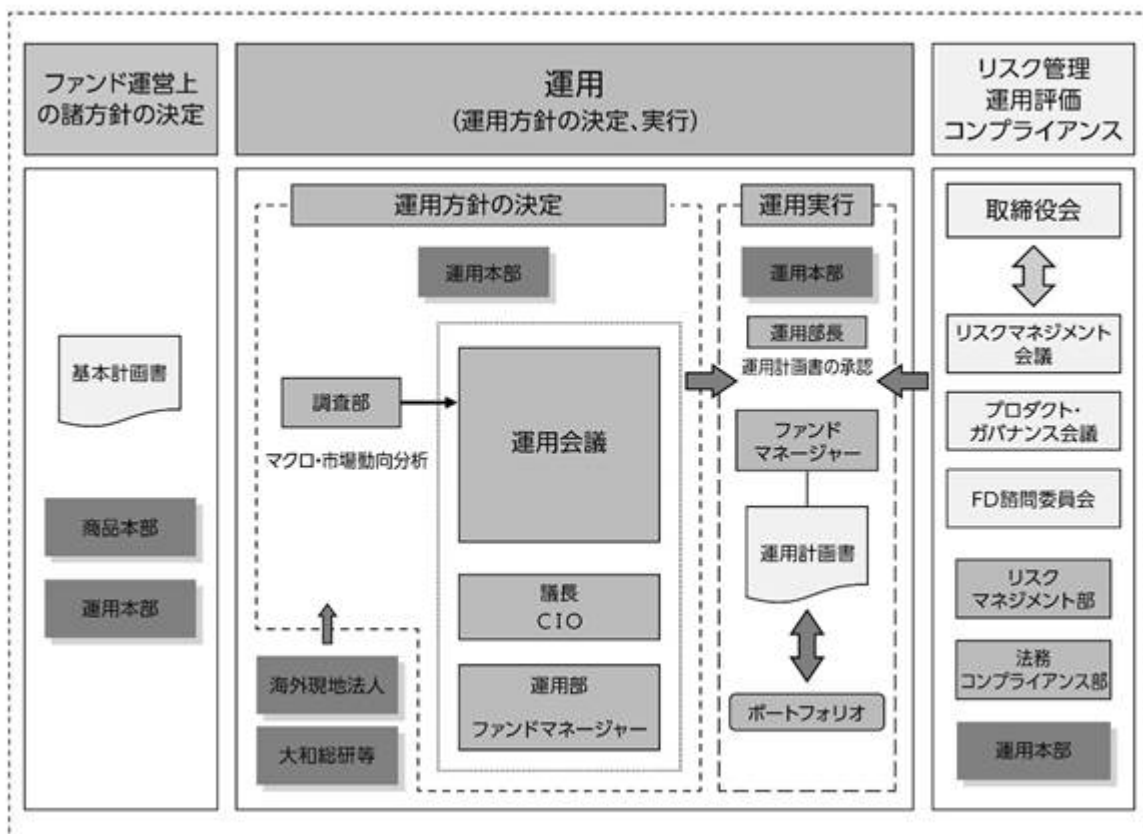 ファンド運営上
の諸方針の決定
運用
(運用方針の決定、実行)
リスク管理
運用評価
コンプライアンス
基本計画書
商品本部
運用本部
運用方針の決定
運用本部
調査部
マクロ・市場動向分析
運用会議
議長
CIO
運用部
ファンドマネージャー
海外現地法人
大和総研等
運用実行
運用本部
運用部長
運用計画書の承認
ファンド
マネージャー
運用計画書
ポートフォリオ
取締役会
リスクマネジメント
会議
プロダクト・
ガバナンス会議
FD諮問委員会
リスク
マネジメント部
法務
コンプライアンス部
運用本部